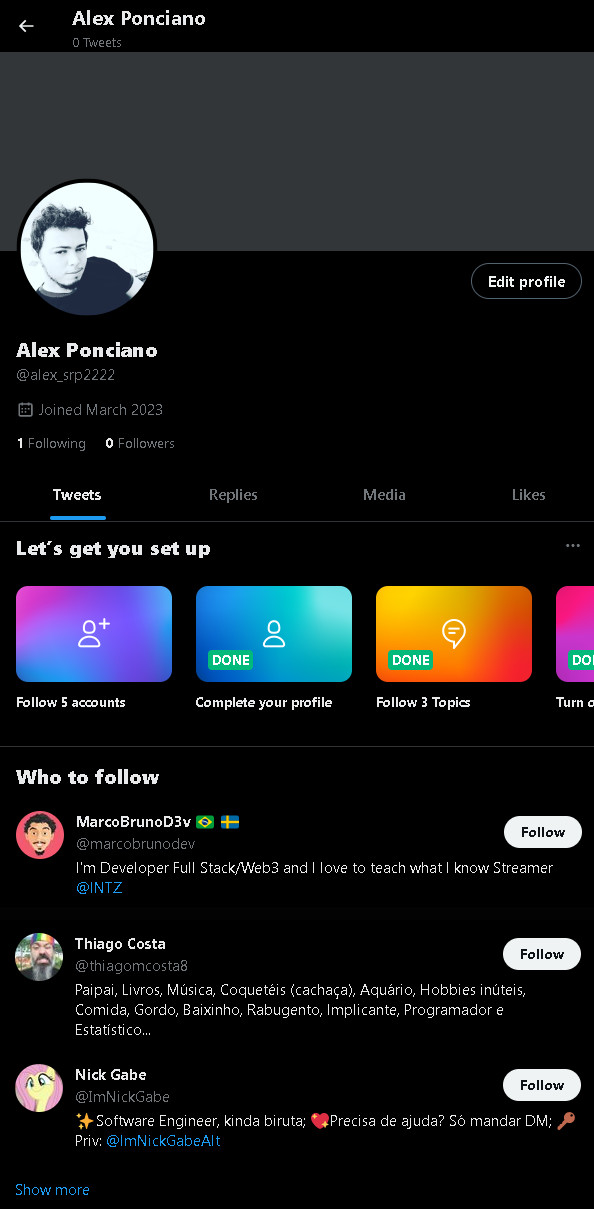 Alex Ponciano
0 Tweets
Edit profile
Alex Ponciano
@alex_srp2222
Joined March 2023
1 Following 0 Followers
Tweets Replies Media Likes
Let's get you set up
DONE DONE DO
Follow 5 accounts Complete your profile Follow 3 Topics Turn o
Who to follow
MarcoBrunoD3v 🇧🇷 🇸🇪
@marcobrunodev
Follow
I'm Developer Full Stack/Web3 and I love to teach what I know Streamer
@INTZ
Thiago Costa
@thiagomcosta8
Follow
Paipai, Livros, Música, Coquetéis (cachaça), Aquário, Hobbies inúteis,
Comida, Gordo, Baixinho, Rabugento, Implicante, Programador e
Estatístico...
Nick Gabe
@ImNickGabe
Follow
✨Software Engineer, kinda biruta; 💖Precisa de ajuda? Só mandar DM; 🔑
Priv: @ImNickGabeAlt
Show more